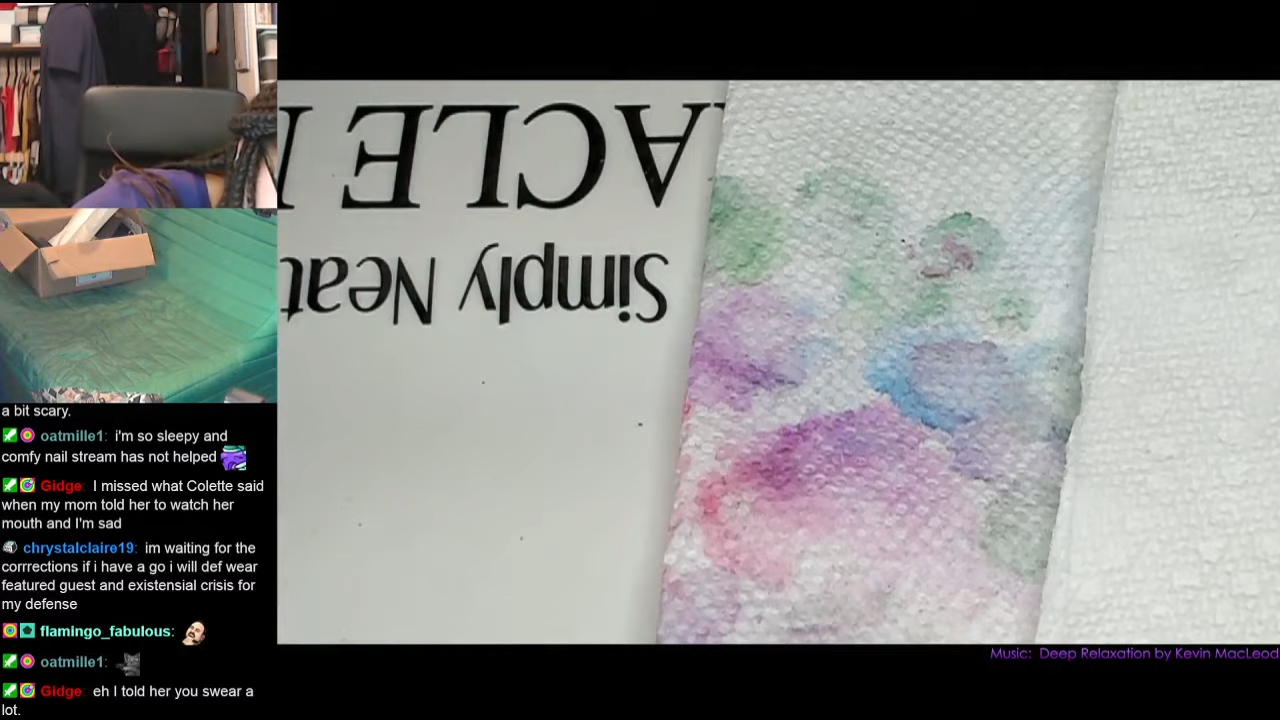 ACLE
Simply Neat
a bit scary.
oatmille1: i'm so sleepy and
comfy nail stream has not helped
Gidge: I missed what Colette said
when my mom told her to watch her
mouth and I'm sad
chrystalclaire19: im waiting for the
corrrections if i have a go i will def wear
featured guest and existensial crisis for
my defense
flamingo_fabulous:
oatmille1:
Gidge: eh I told her you swear a
lot.
Music: Deep Relaxation by Kevin MacLeod